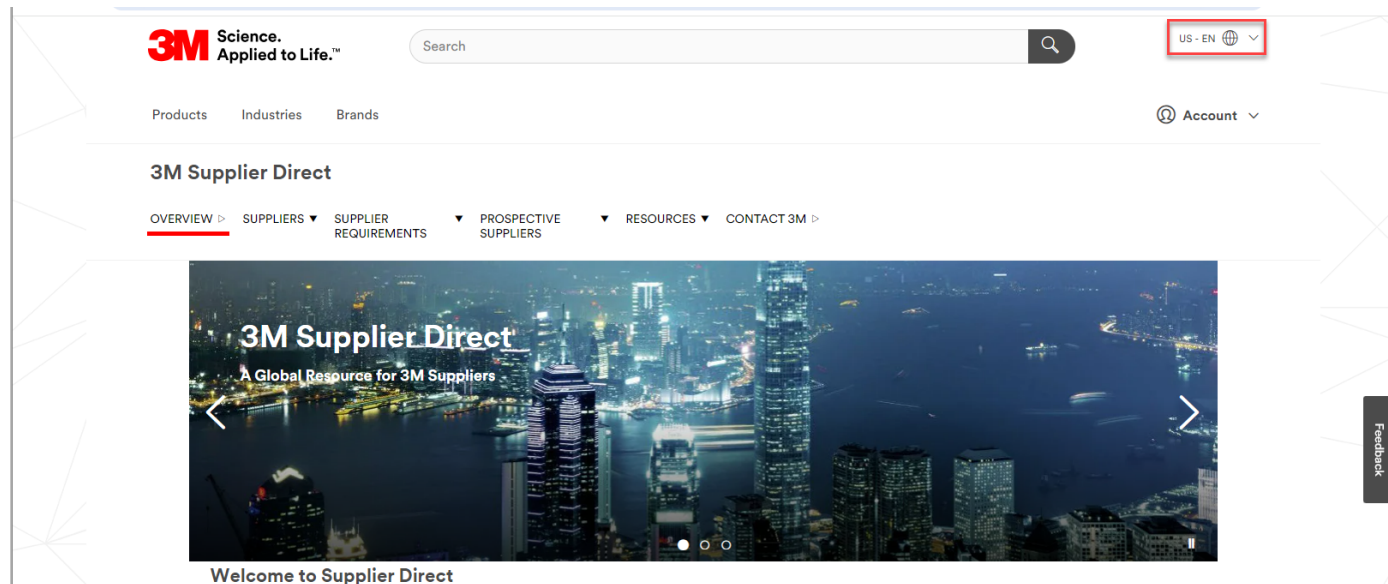 3M Science.
Applied to Life.™
Search
US - EN
Products Industries Brands
Account
3M Supplier Direct
OVERVIEW SUPPLIERS SUPPLIER REQUIREMENTS PROSPECTIVE SUPPLIERS RESOURCES CONTACT 3M
3M Supplier Direct
A Global Resource for 3M Suppliers
Feedback
Welcome to Supplier Direct